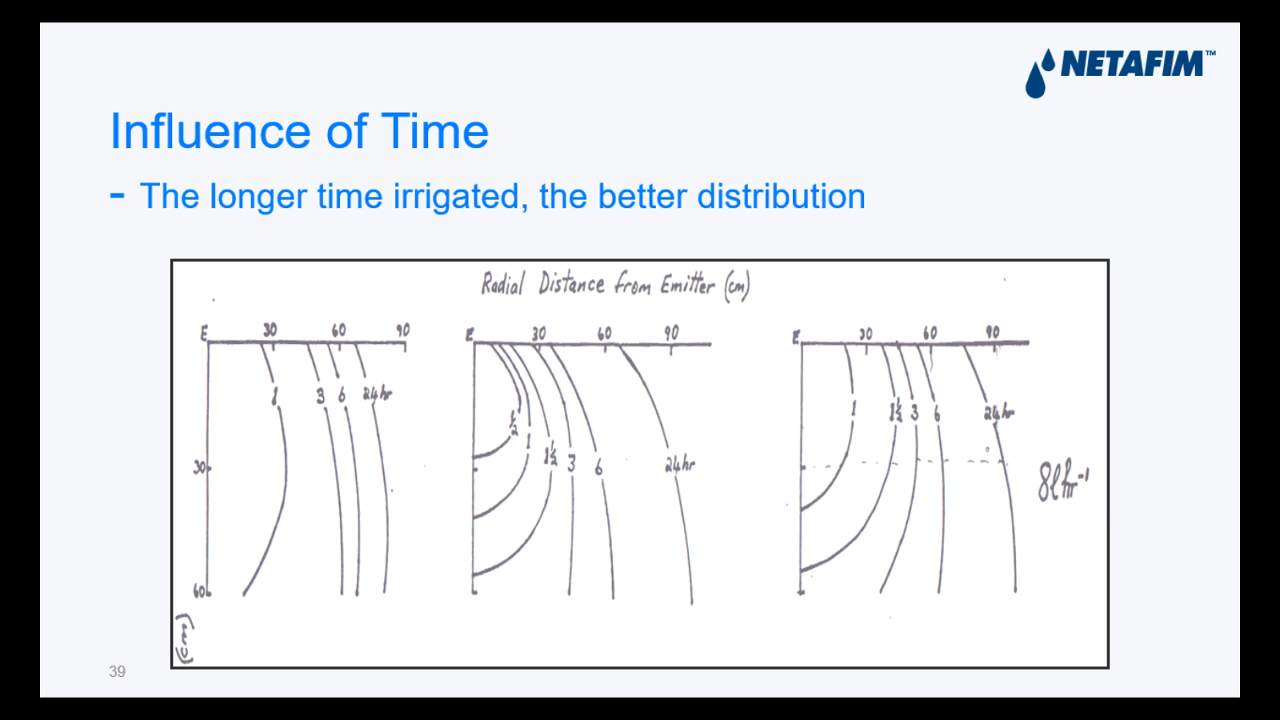 NETAFIM™
Influence of Time
- The longer time irrigated, the better distribution
Radial Distance from Emitter (cm)
E 30 60 90
1 3 6 24hr
30
60
(cm)
E 30 60 90
½ 1 1½ 3 6 24hr
E 30 60 90
1 1½ 3 6 24hr
8l hr⁻¹
39